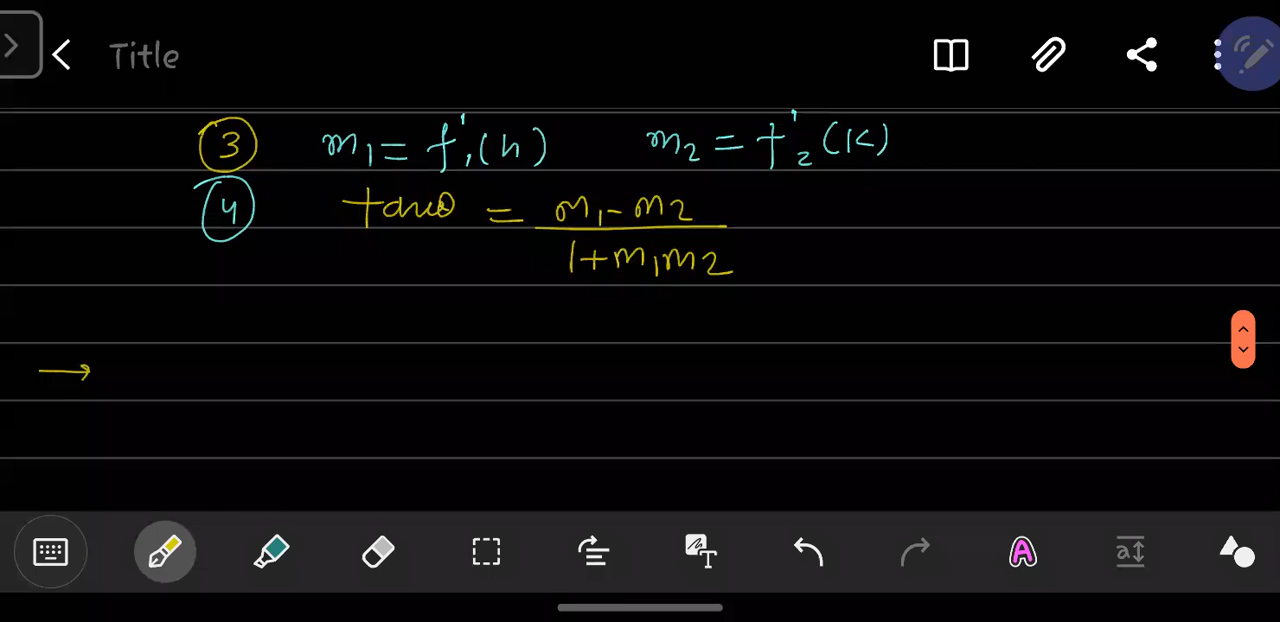 Title
③ m1 = f'1(h) m2 = f'2(k)
④ tanθ = m1 - m2
1 + m1m2
→